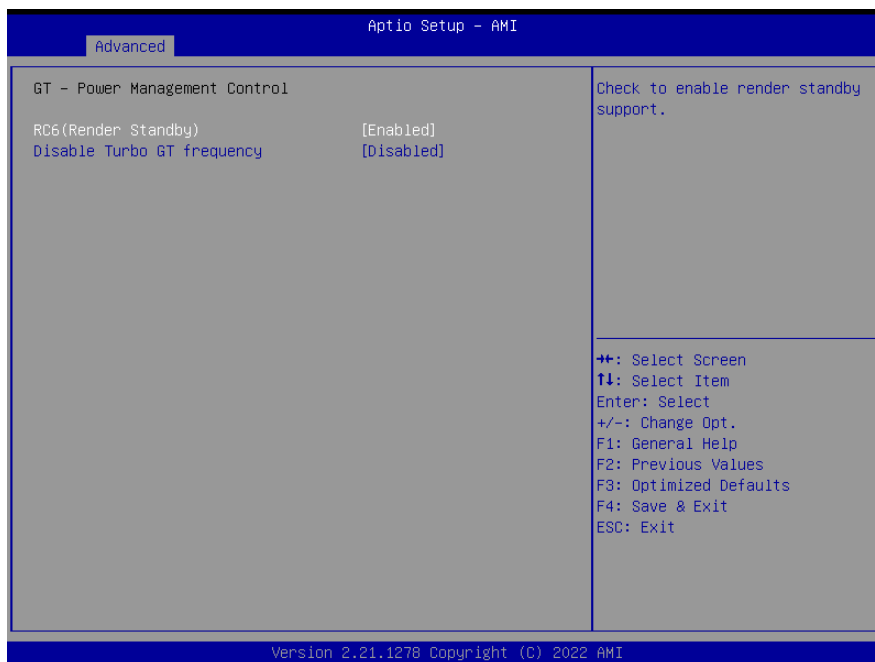 Aptio Setup – AMI
Advanced
GT – Power Management Control
RC6(Render Standby) [Enabled]
Disable Turbo GT frequency [Disabled]
Check to enable render standby
support.
→←: Select Screen
↑↓: Select Item
Enter: Select
+/-: Change Opt.
F1: General Help
F2: Previous Values
F3: Optimized Defaults
F4: Save & Exit
ESC: Exit
Version 2.21.1278 Copyright (C) 2022 AMI